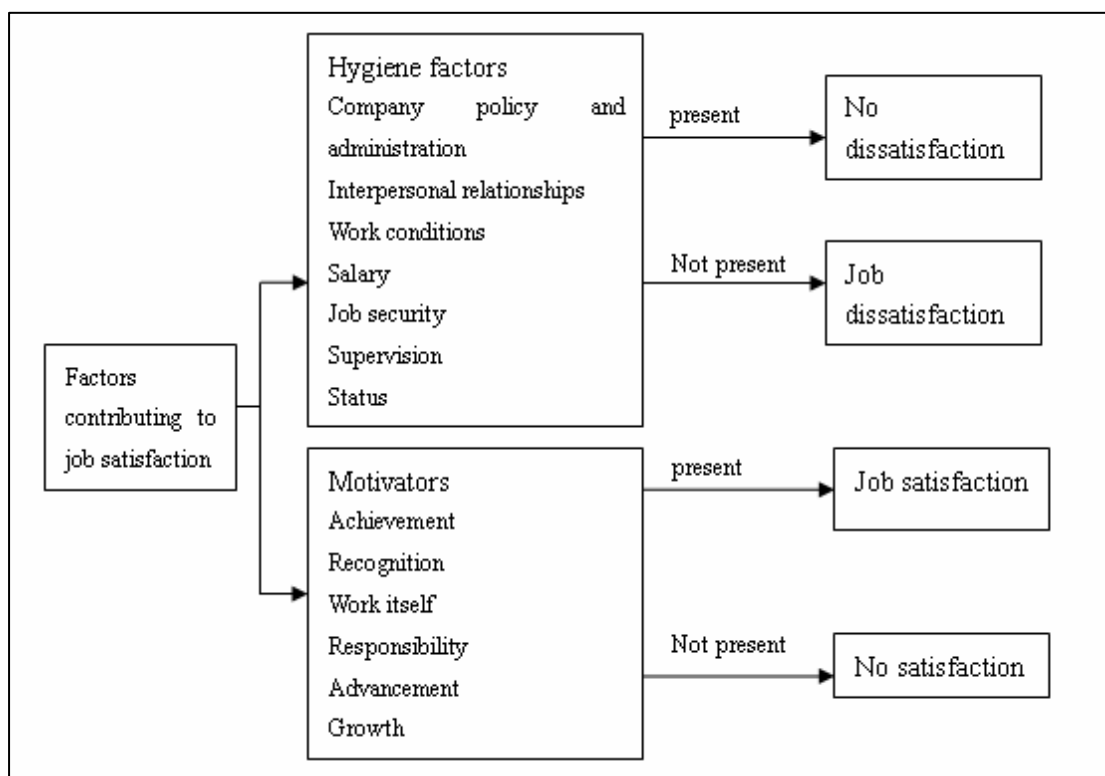 Factors
contributing to
job satisfaction
Hygiene factors
Company policy and
administration
Interpersonal relationships
Work conditions
Salary
Job security
Supervision
Status
present
No
dissatisfaction
Not present
Job
dissatisfaction
Motivators
Achievement
Recognition
Work itself
Responsibility
Advancement
Growth
present
Job satisfaction
Not present
No satisfaction